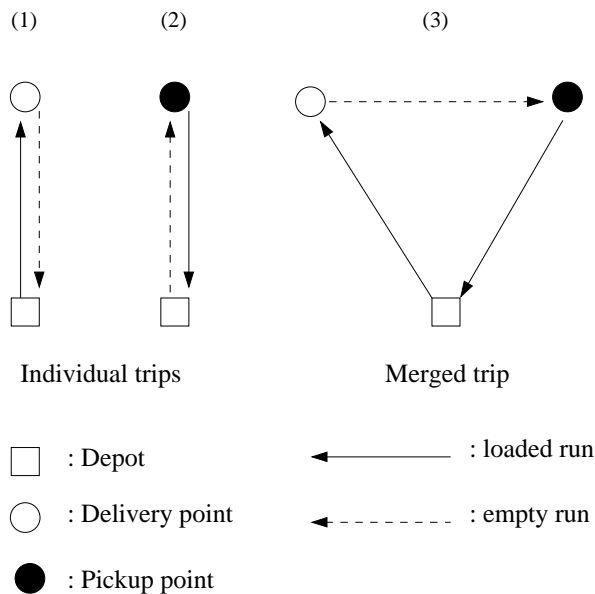 (1) (2) (3)
Individual trips Merged trip
: Depot : loaded run
: Delivery point : empty run
: Pickup point